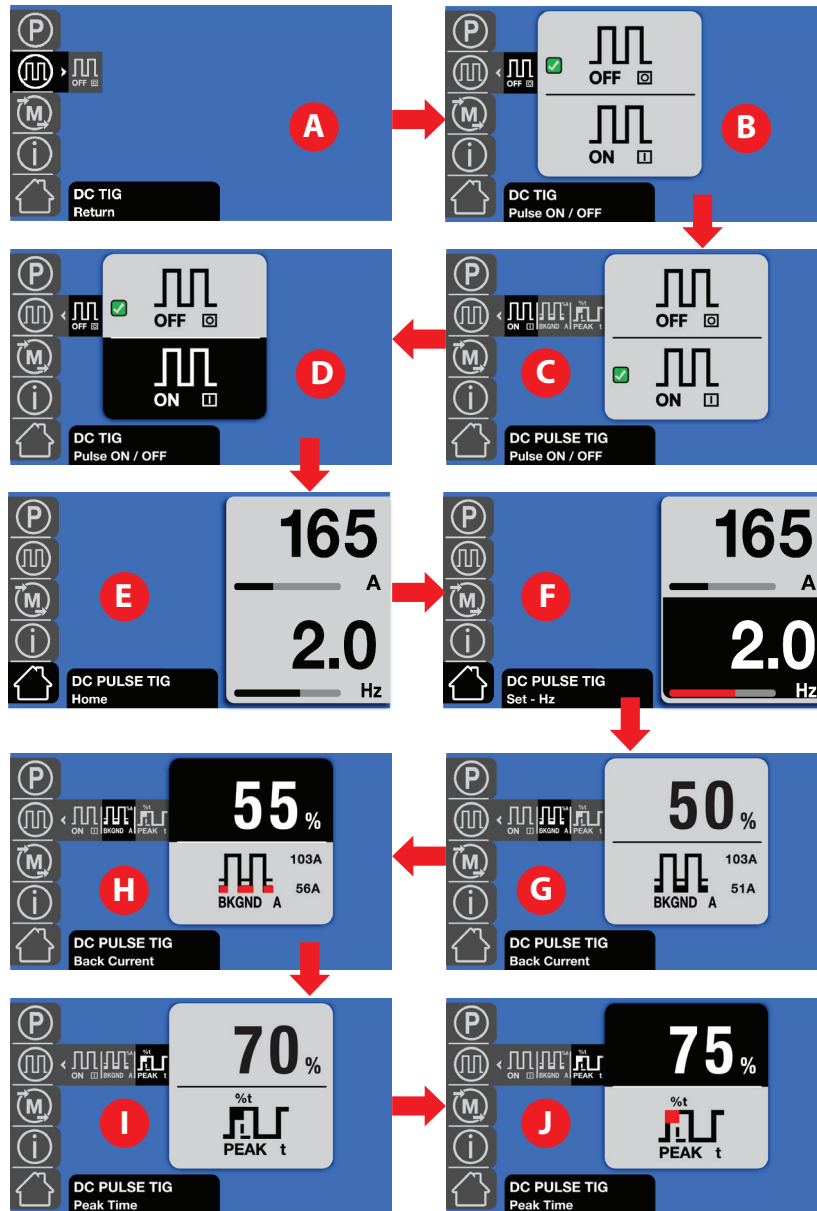 P
OFF
M
i
A
DC TIG
Return
P
OFF
OFF
ON
M
i
B
DC TIG
Pulse ON / OFF
P
OFF
OFF
ON
M
i
D
DC TIG
Pulse ON / OFF
P
ON BKGND A PEAK t
%t
OFF
ON
M
i
C
DC PULSE TIG
Pulse ON / OFF
P
M
i
E
165
A
2.0
Hz
DC PULSE TIG
Home
P
M
i
F
165
A
2.0
Hz
DC PULSE TIG
Set - Hz
P
ON BKGND A PEAK t
%A %t
M
i
H
55 %
103A
56A
BKGND A
DC PULSE TIG
Back Current
P
ON BKGND A PEAK t
%A %t
M
i
G
50 %
103A
51A
BKGND A
DC PULSE TIG
Back Current
P
ON BKGND A PEAK t
%A %t
M
i
I
70 %
%t
PEAK t
DC PULSE TIG
Peak Time
P
ON BKGND A PEAK t
%A %t
M
i
J
75 %
%t
PEAK t
DC PULSE TIG
Peak Time